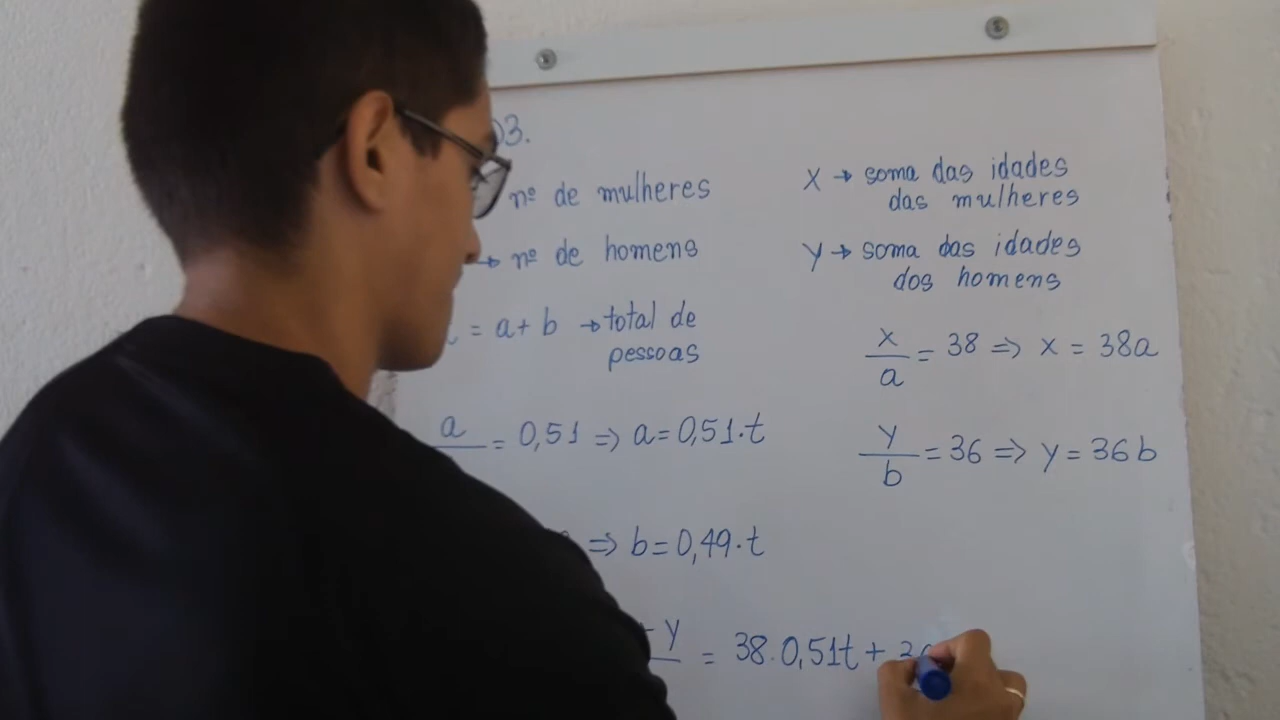 03.
nº de mulheres
→ nº de homens
= a + b → total de
pessoas
a
— = 0,51 ⇒ a = 0,51.t
⇒ b = 0,49.t
x → soma das idades
das mulheres
y → soma das idades
dos homens
x
— = 38 ⇒ x = 38a
a
y
— = 36 ⇒ y = 36b
b
y
— = 38.0,51t +